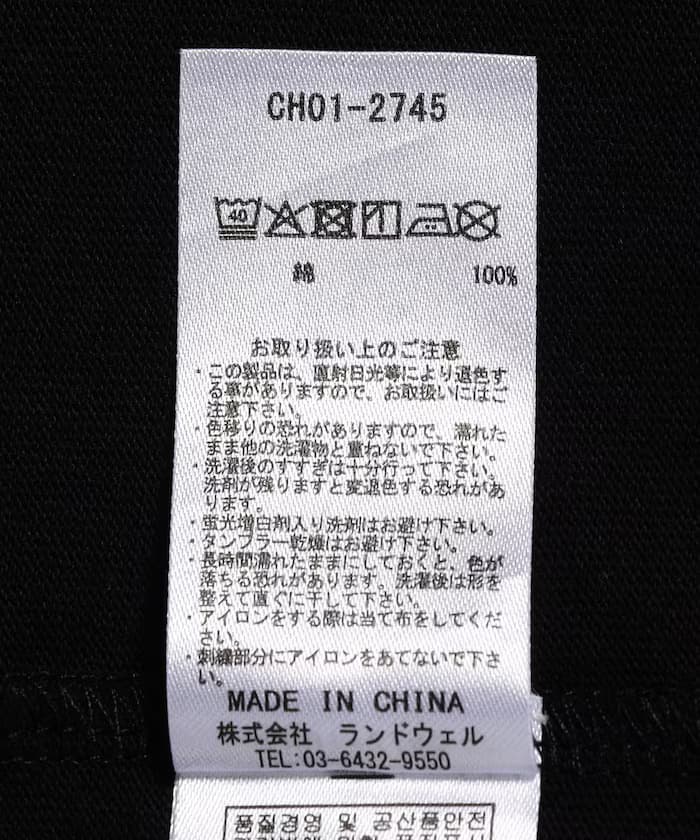 CH01-2745
40
綿 100%
お取り扱い上のご注意
・この製品は、直射日光等により退色す
る事がありますので、お取扱いにはご
注意下さい。
・色移りの恐れがありますので、濡れた
まま他の洗濯物と重ねないで下さい。
・洗濯後のすすぎは十分行って下さい。
洗剤が残りますと変退色する恐れがあ
ります。
・蛍光増白剤入り洗剤はお避け下さい。
・タンブラー乾燥はお避け下さい。
・長時間濡れたままにしておくと、色が
落ちる恐れがあります。洗濯後は形を
整えて直ぐに干して下さい。
・アイロンをする際は当て布をしてくだ
さい。
・刺繍部分にアイロンをあてないで下さ
い。
MADE IN CHINA
株式会社 ランドウェル
TEL:03-6432-9550
품질경영 및 공산품안전